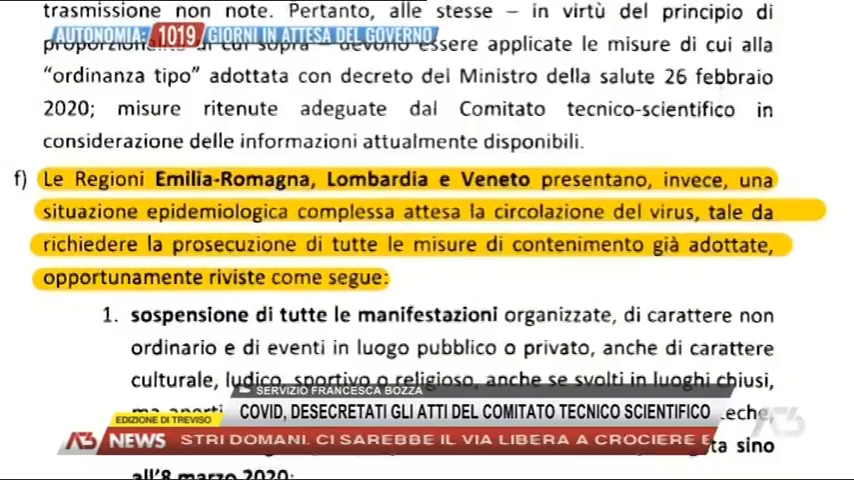 trasmissione non note. Pertanto, alle stesse – in virtù del principio di
AUTONOMIA: 1019 GIORNI IN ATTESA DEL GOVERNO
proporzionalità di cui sopra – devono essere applicate le misure di cui alla
"ordinanza tipo" adottata con decreto del Ministro della salute 26 febbraio
2020; misure ritenute adeguate dal Comitato tecnico-scientifico in
considerazione delle informazioni attualmente disponibili.
f) Le Regioni Emilia-Romagna, Lombardia e Veneto presentano, invece, una
situazione epidemiologica complessa attesa la circolazione del virus, tale da
richiedere la prosecuzione di tutte le misure di contenimento già adottate,
opportunamente riviste come segue:
1. sospensione di tutte le manifestazioni organizzate, di carattere non
ordinario e di eventi in luogo pubblico o privato, anche di carattere
culturale, ludico, sportivo o religioso, anche se svolti in luoghi chiusi,
SERVIZIO FRANCESCA BOZZA
COVID, DESECRETATI GLI ATTI DEL COMITATO TECNICO SCIENTIFICO
EDIZIONE DI TREVISO
A3 NEWS STRI DOMANI. CI SAREBBE IL VIA LIBERA A CROCIERE E
A3
sino
all'8 marzo 2020;